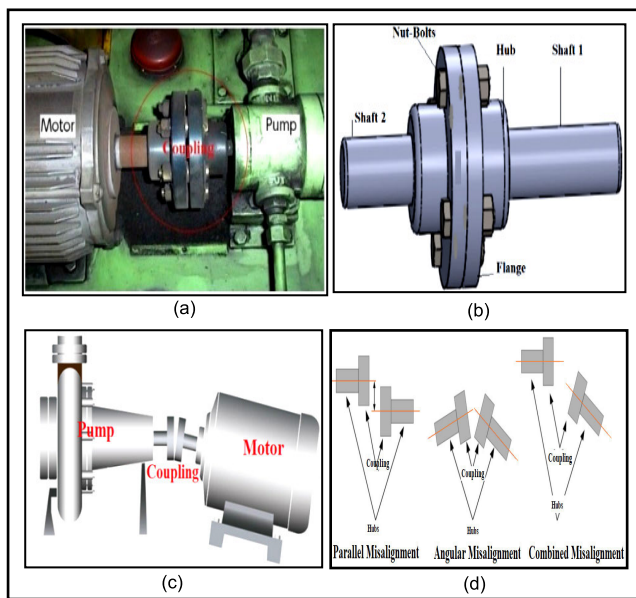 Motor
Coupling
Pump
(a)
Nut-Bolts
Hub
Shaft 1
Shaft 2
Flange
(b)
Pump
Coupling
Motor
(c)
Coupling
Hubs
Parallel Misalignment
Coupling
Hubs
Angular Misalignment
Coupling
Hubs
Combined Misalignment
(d)